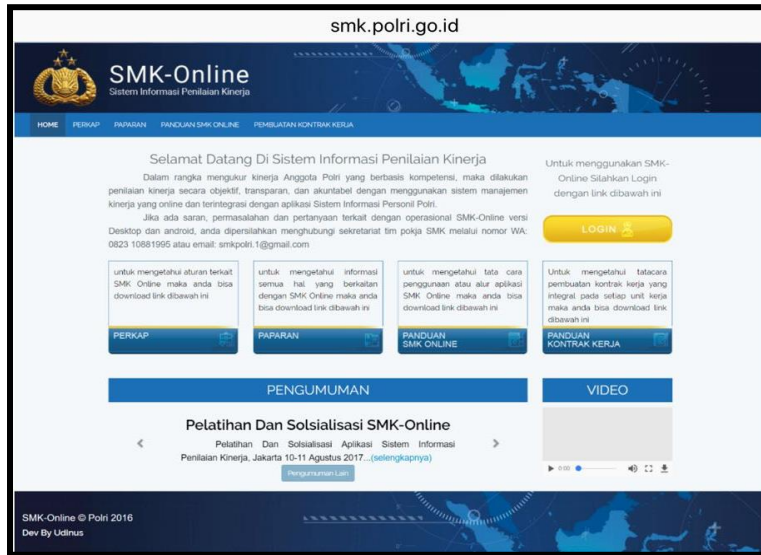 smk.polri.go.id
SMK-Online
Sistem Informasi Penilaian Kinerja
HOME PERKAP PAPARAN PANDUAN SMK ONLINE PEMBUATAN KONTRAK KERJA
Selamat Datang Di Sistem Informasi Penilaian Kinerja
Dalam rangka mengukur kinerja Anggota Polri yang berbasis kompetensi, maka dilakukan
penilaian kinerja secara objektif, transparan, dan akuntabel dengan menggunakan sistem manajemen
kinerja yang online dan terintegrasi dengan aplikasi Sistem Informasi Personil Polri.
Jika ada saran, permasalahan dan pertanyaan terkait dengan operasional SMK-Online versi
Desktop dan android, anda dipersilahkan menghubungi sekretariat tim pokja SMK melalui nomor WA:
0823 10881995 atau email: smkpolri.1@gmail.com
Untuk menggunakan SMK-
Online Silahkan Login
dengan link dibawah ini
LOGIN
untuk mengetahui aturan terkait
SMK Online maka anda bisa
download link dibawah ini
PERKAP
untuk mengetahui informasi
semua hal yang berkaitan
dengan SMK Online maka anda
bisa download link dibawah ini
PAPARAN
untuk mengetahui tata cara
penggunaan atau alur aplikasi
SMK Online maka anda bisa
download link dibawah ini
PANDUAN
SMK ONLINE
Untuk mengetahui tatacara
pembuatan kontrak kerja yang
integral pada setiap unit kerja
maka anda bisa download link
dibawah ini
PANDUAN
KONTRAK KERJA
PENGUMUMAN
Pelatihan Dan Solsialisasi SMK-Online
Pelatihan Dan Solsialisasi Aplikasi Sistem Informasi
Penilaian Kinerja, Jakarta 10-11 Agustus 2017...(selengkapnya)
Pengumuman Lain
VIDEO
0:00
SMK-Online © Polri 2016
Dev By Udinus